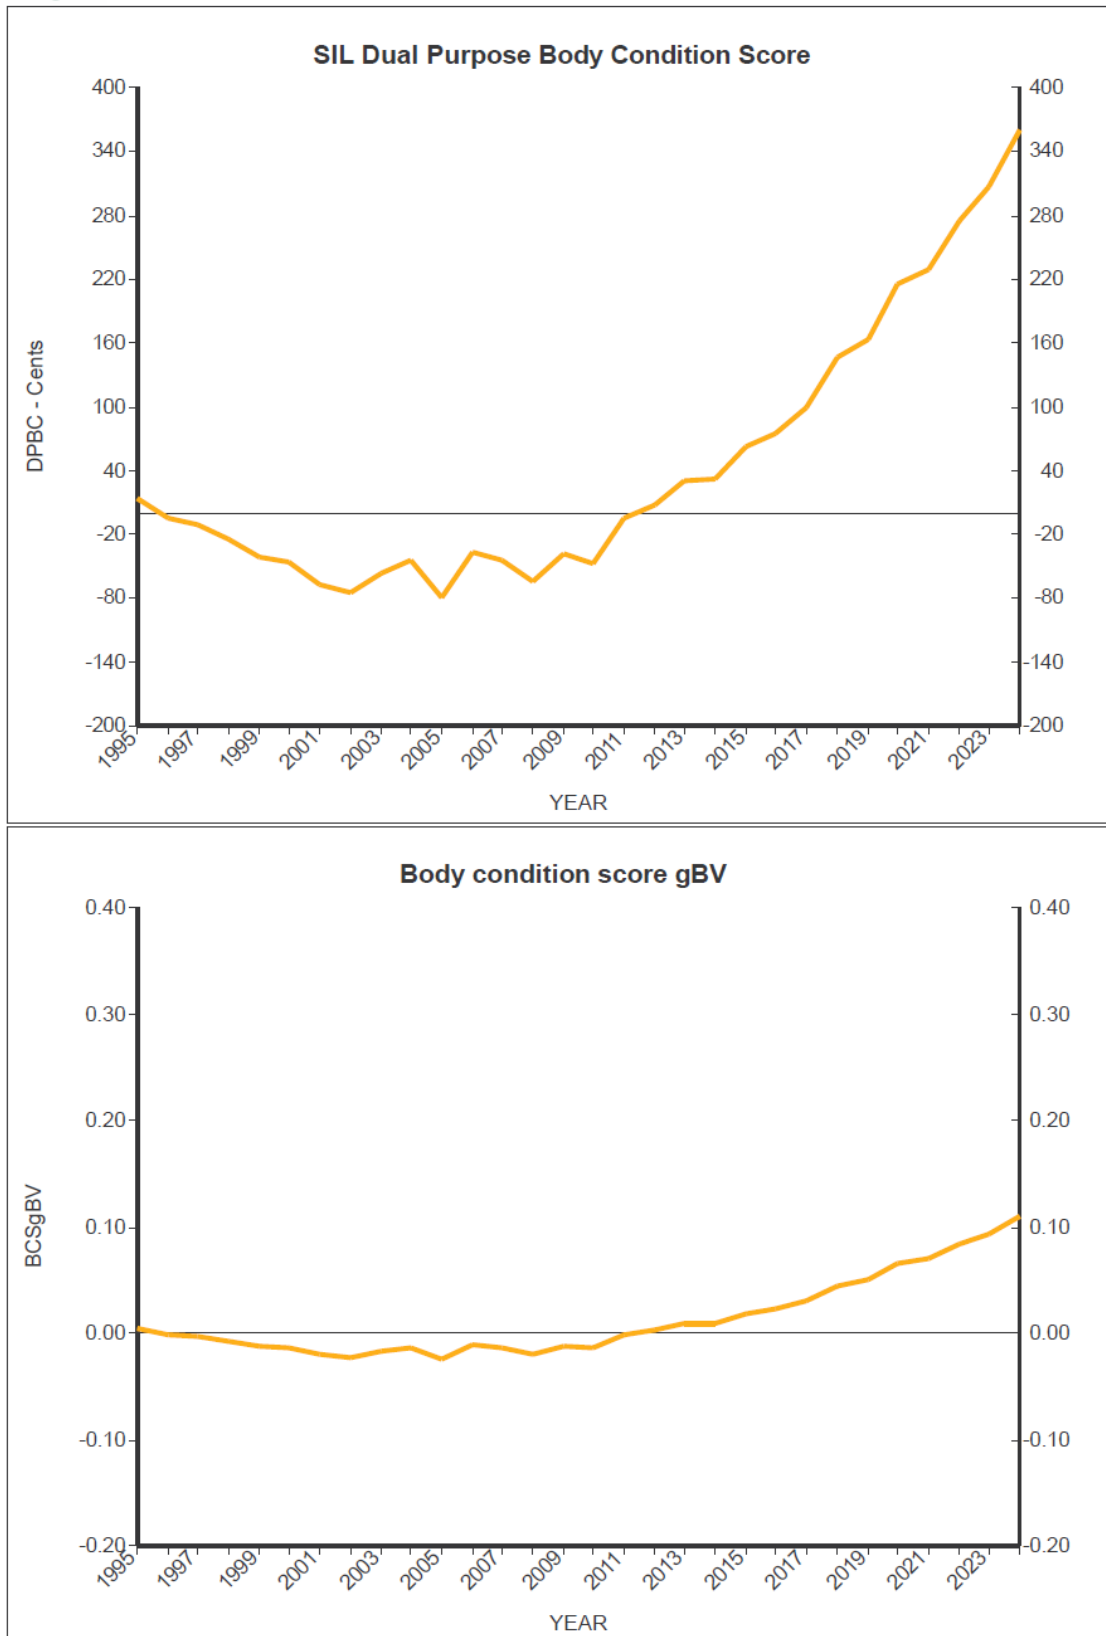 SIL Dual Purpose Body Condition Score
400 400
340 340
280 280
220 220
160 160
100 100
40 40
-20 -20
-80 -80
-140 -140
-200 -200
DPBC - Cents
1995 1997 1999 2001 2003 2005 2007 2009 2011 2013 2015 2017 2019 2021 2023
YEAR
Body condition score gBV
0.40 0.40
0.30 0.30
0.20 0.20
0.10 0.10
0.00 0.00
-0.10 -0.10
-0.20 -0.20
BCSgBV
1995 1997 1999 2001 2003 2005 2007 2009 2011 2013 2015 2017 2019 2021 2023
YEAR